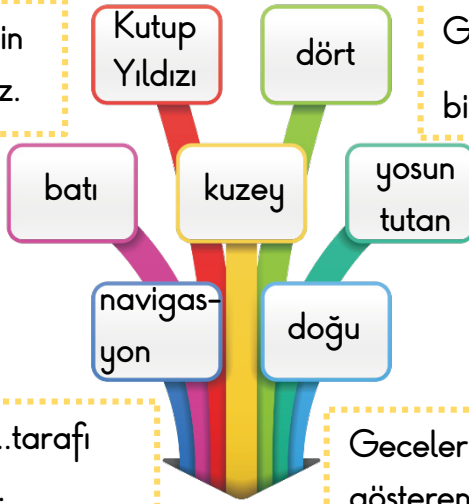 in
z.
G
bi
Kutup
Yıldızı
dört
batı
kuzey
yosun
tutan
navigas-
yon
doğu
..tarafı
Geceler
gösteren